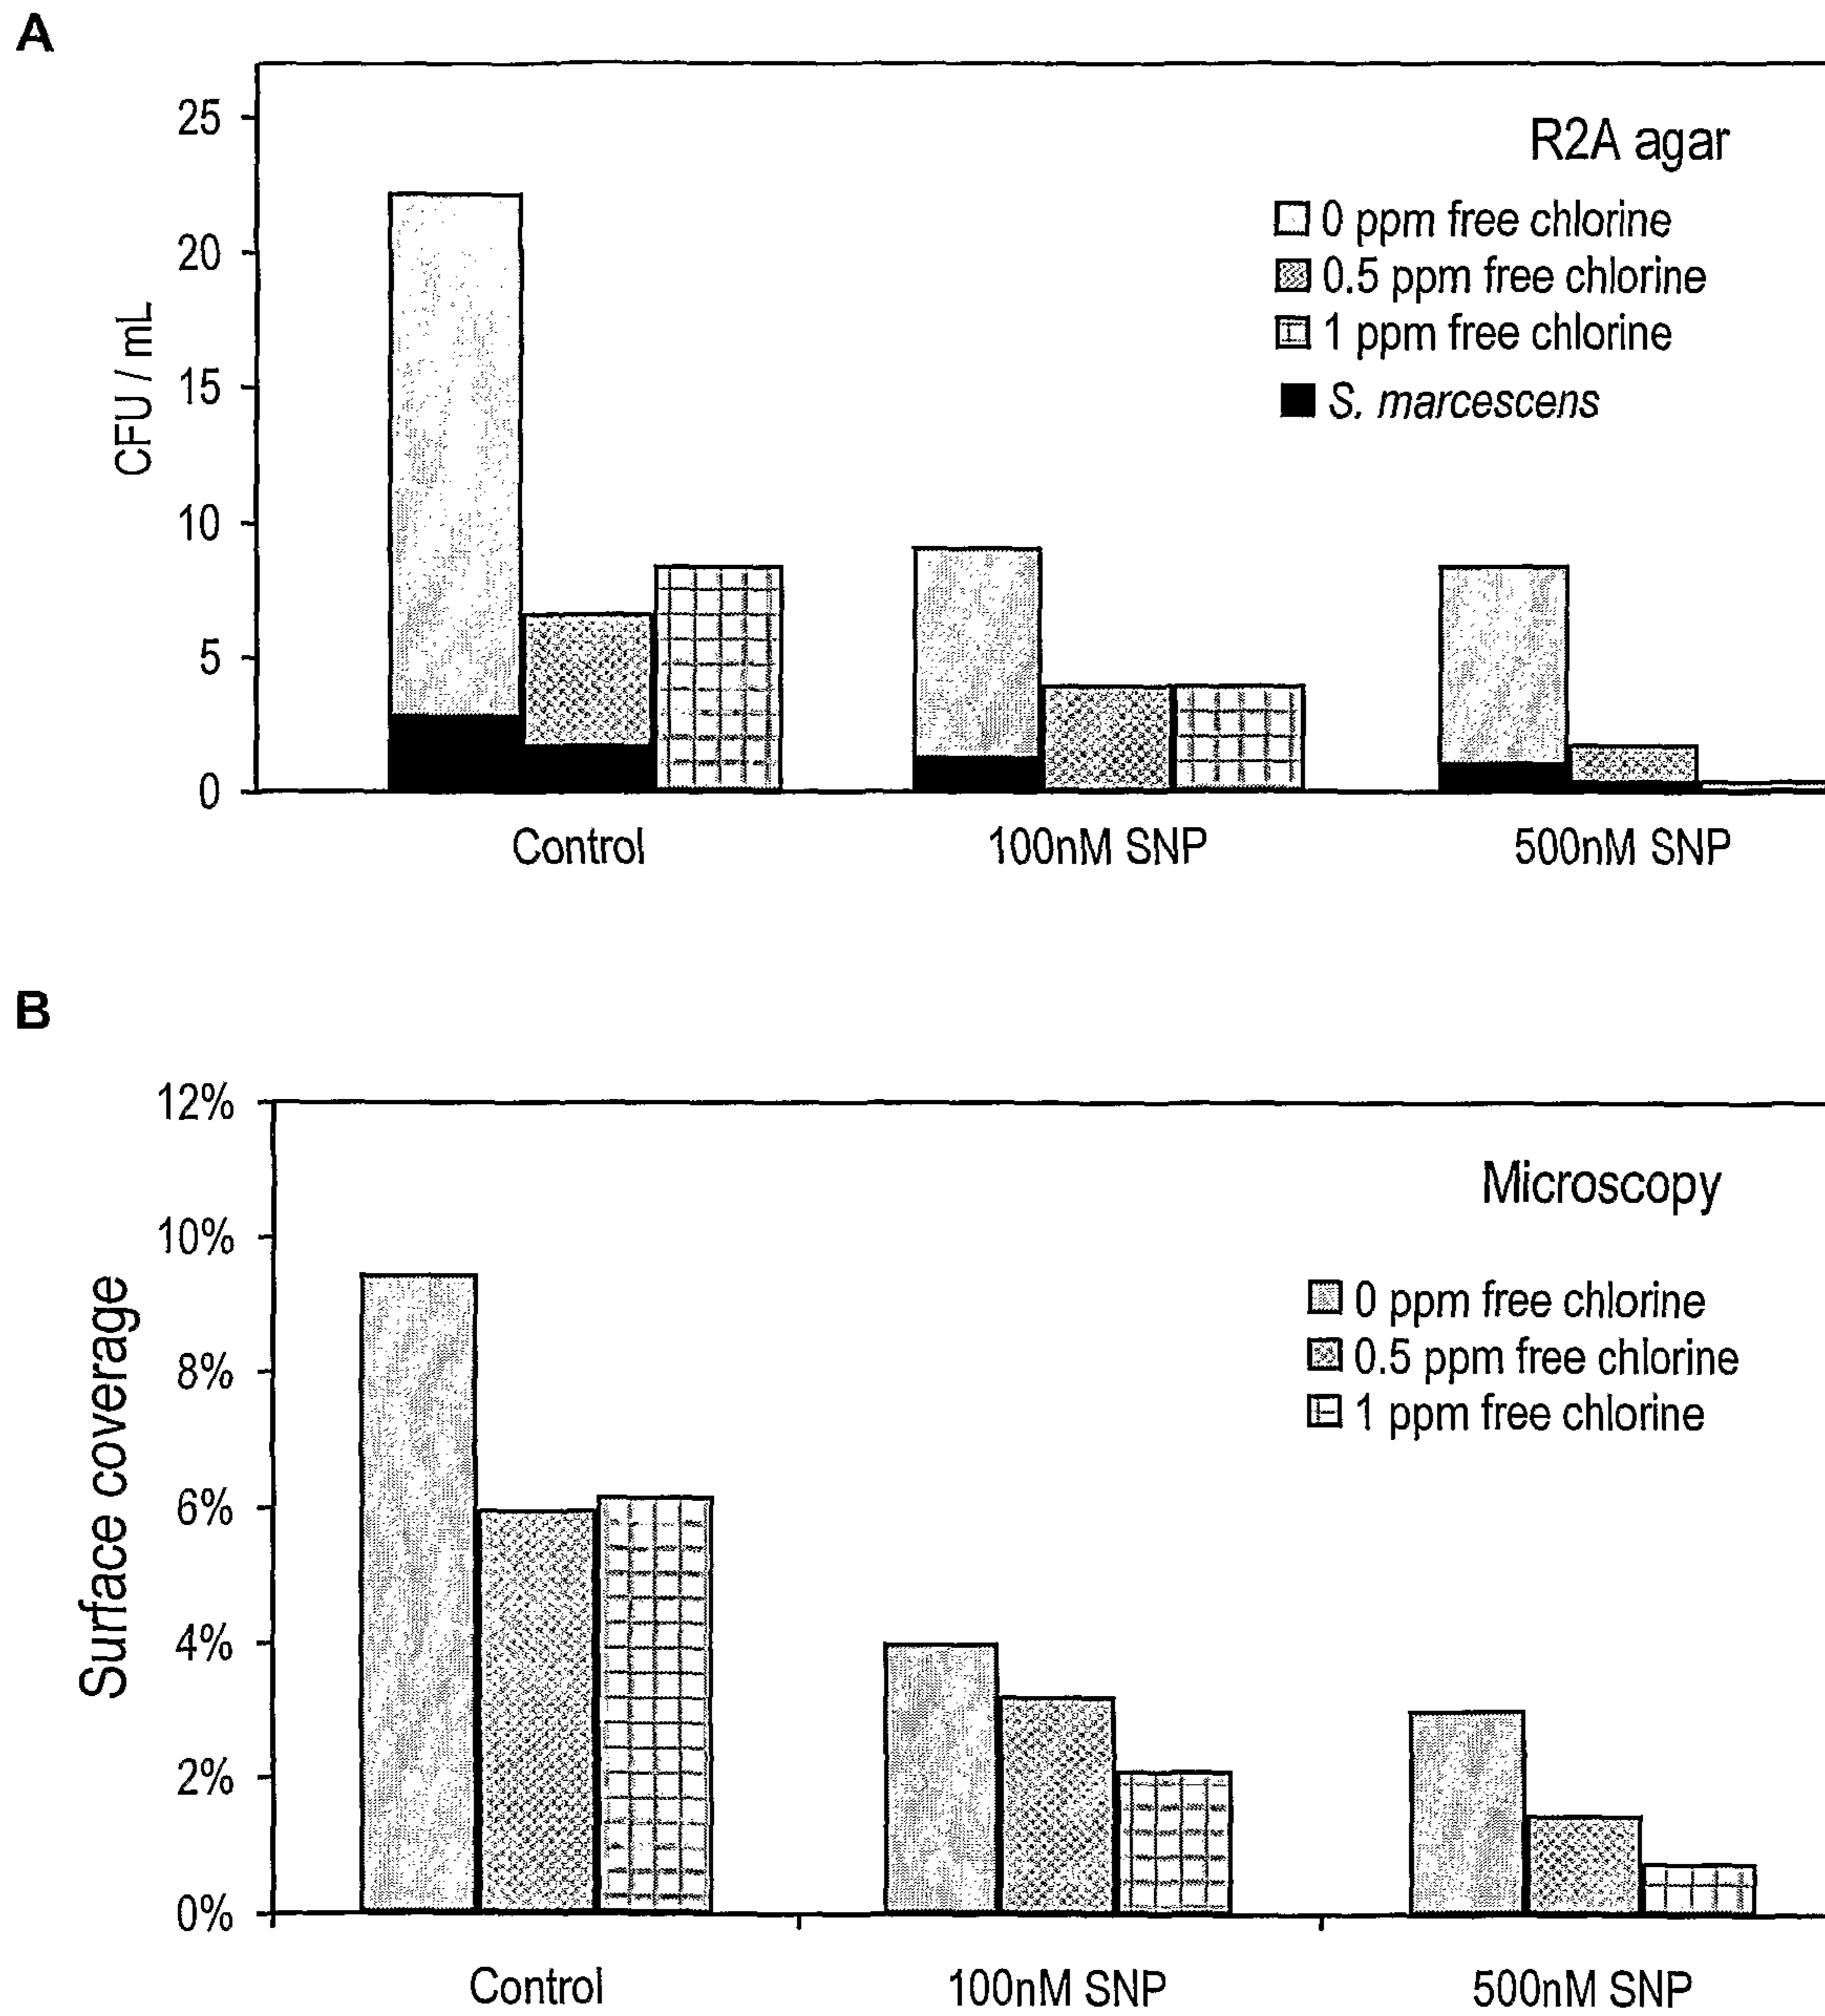 A
25
20
15
10
5
0
CFU / mL
R2A agar
0 ppm free chlorine
0.5 ppm free chlorine
1 ppm free chlorine
S. marcescens
Control
100nM SNP
500nM SNP
B
12%
10%
8%
6%
4%
2%
0%
Surface coverage
Microscopy
0 ppm free chlorine
0.5 ppm free chlorine
1 ppm free chlorine
Control
100nM SNP
500nM SNP